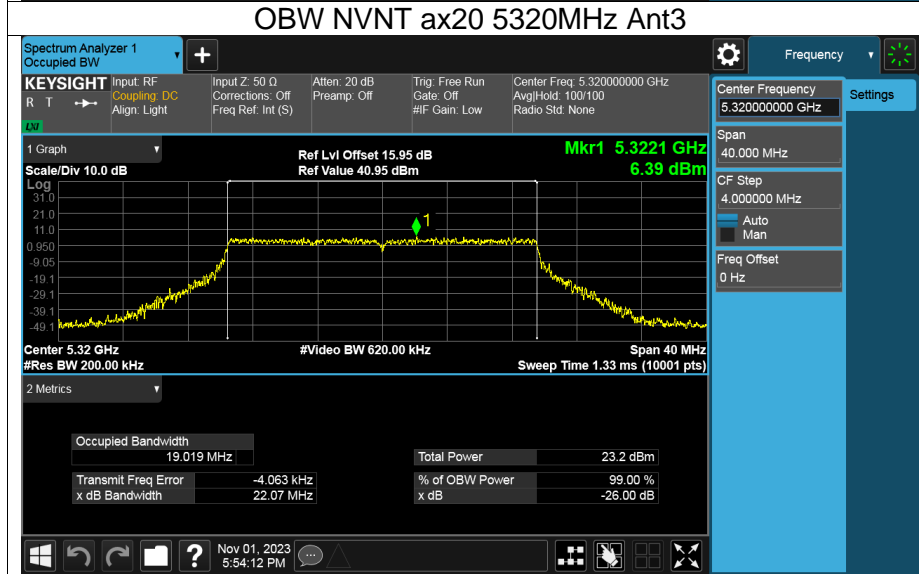 OBW NVNT ax20 5320MHz Ant3
Spectrum Analyzer 1
Occupied BW
+
Frequency
KEYSIGHT
R T
LXI
Input: RF
Coupling: DC
Align: Light
Input Z: 50 Ω
Corrections: Off
Freq Ref: Int (S)
Atten: 20 dB
Preamp: Off
Trig: Free Run
Gate: Off
#IF Gain: Low
Center Freq: 5.320000000 GHz
Avg|Hold: 100/100
Radio Std: None
Center Frequency
5.320000000 GHz
Settings
Span
40.000 MHz
CF Step
4.000000 MHz
Auto
Man
Freq Offset
0 Hz
1 Graph
Scale/Div 10.0 dB
Ref Lvl Offset 15.95 dB
Ref Value 40.95 dBm
Mkr1 5.3221 GHz
6.39 dBm
Log
31.0
21.0
11.0
0.950
-9.05
-19.1
-29.1
-39.1
-49.1
1
Center 5.32 GHz
#Video BW 620.00 kHz
Span 40 MHz
#Res BW 200.00 kHz
Sweep Time 1.33 ms (10001 pts)
2 Metrics
Occupied Bandwidth
19.019 MHz
Total Power 23.2 dBm
Transmit Freq Error -4.063 kHz
% of OBW Power 99.00 %
x dB Bandwidth 22.07 MHz
x dB -26.00 dB
?
Nov 01, 2023
5:54:12 PM